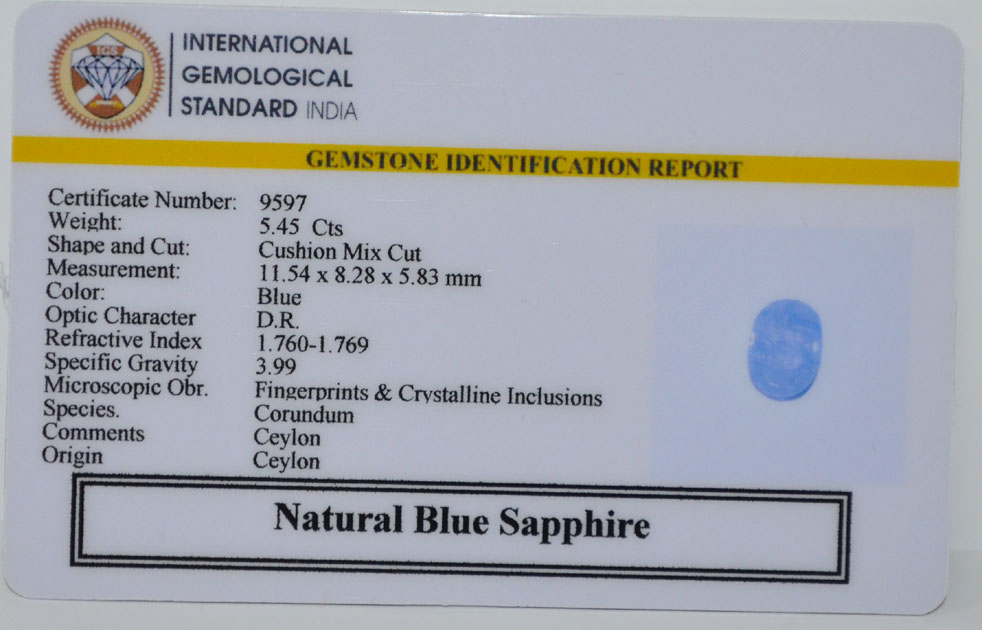 IGS
INTERNATIONAL
GEMOLOGICAL
STANDARD INDIA
GEMSTONE IDENTIFICATION REPORT
Certificate Number: 9597
Weight: 5.45 Cts
Shape and Cut: Cushion Mix Cut
Measurement: 11.54 x 8.28 x 5.83 mm
Color: Blue
Optic Character D.R.
Refractive Index 1.760-1.769
Specific Gravity 3.99
Microscopic Obr. Fingerprints & Crystalline Inclusions
Species. Corundum
Comments Ceylon
Origin Ceylon
Natural Blue Sapphire